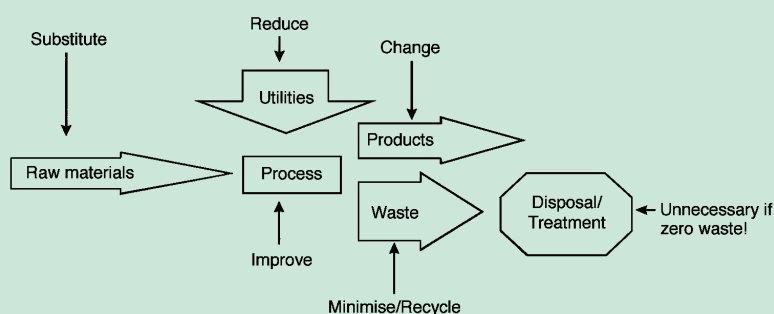 Substitute
Reduce
Change
Utilities
Products
Raw materials
Process
Waste
Disposal/
Treatment
Unnecessary if
zero waste!
Improve
Minimise/Recycle